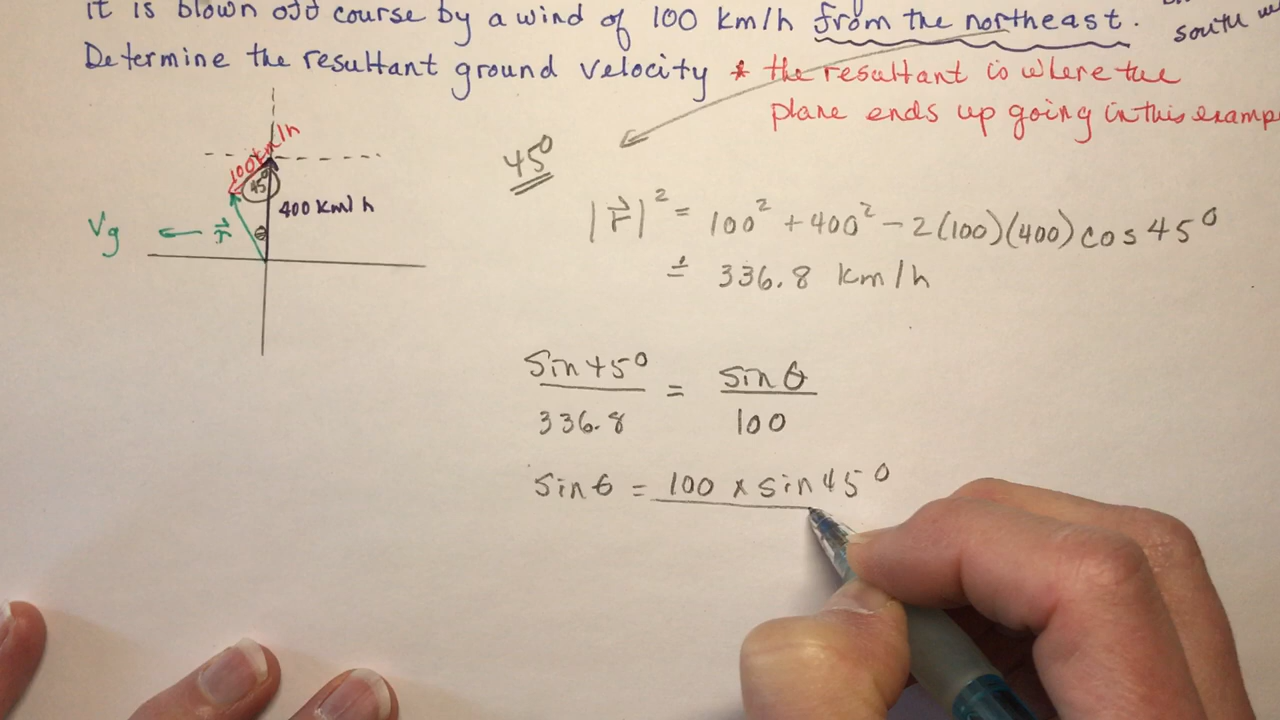 it is blown odd course by a wind of 100 km/h from the northeast.
south
Determine the resultant ground velocity * the resultant is where the
plane ends up going in this examp
100 km/h
45°
400 km/h
Vg ← r⃗
θ
45°
|r⃗|² = 100² + 400² - 2(100)(400) cos 45°
≐ 336.8 km/h
sin 45° / 336.8 = sin θ / 100
sin θ = 100 × sin 45°